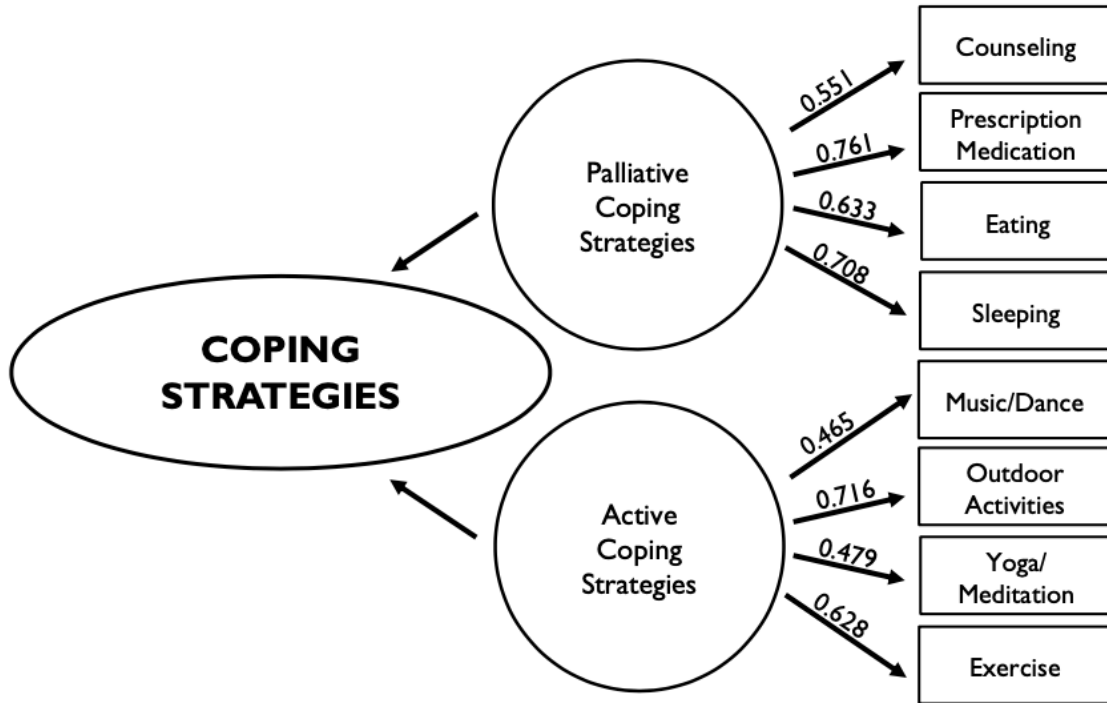 COPING
STRATEGIES
Palliative
Coping
Strategies
0.551
0.761
0.633
0.708
Counseling
Prescription
Medication
Eating
Sleeping
Active
Coping
Strategies
0.465
0.716
0.479
0.628
Music/Dance
Outdoor
Activities
Yoga/
Meditation
Exercise